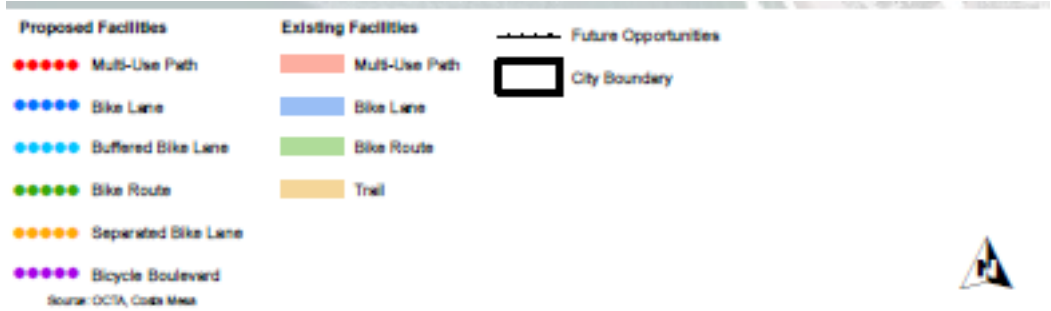 Proposed Facilities
Multi-Use Path
Bike Lane
Buffered Bike Lane
Bike Route
Separated Bike Lane
Bicycle Boulevard
Source: OCTA, Costa Mesa
Existing Facilities
Multi-Use Path
Bike Lane
Bike Route
Trail
Future Opportunities
City Boundary
N